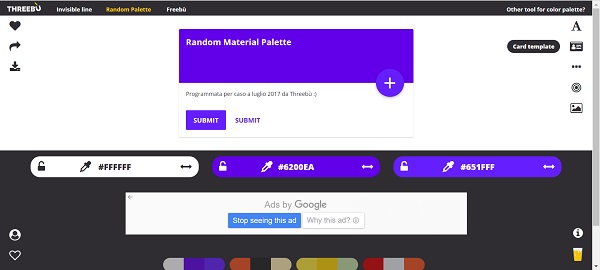 THREEBÙ Invisible line Random Palette Freebù Other tool for color palette?
Random Material Palette
Card template
Programmata per caso a luglio 2017 da Threebù :)
SUBMIT SUBMIT
#FFFFFF #6200EA #651FFF
Ads by Google
Stop seeing this ad Why this ad?